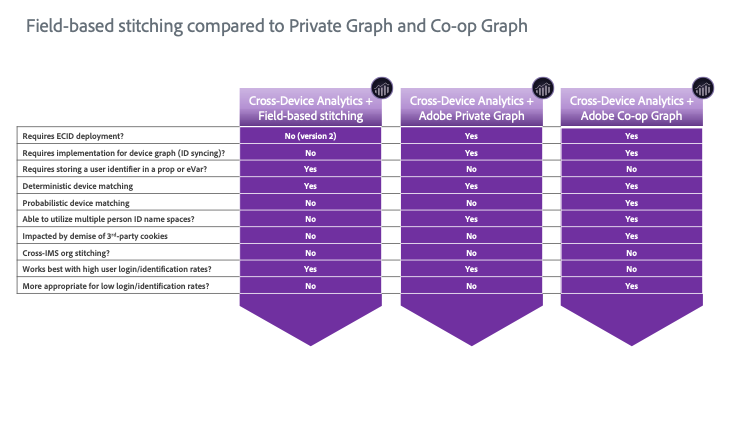 Field-based stitching compared to Private Graph and Co-op Graph
Cross-Device Analytics +
Field-based stitching
Cross-Device Analytics +
Adobe Private Graph
Cross-Device Analytics +
Adobe Co-op Graph
Requires ECID deployment? No (version 2) Yes Yes
Requires implementation for device graph (ID syncing)? No Yes Yes
Requires storing a user identifier in a prop or eVar? Yes No No
Deterministic device matching Yes Yes Yes
Probabilistic device matching No No Yes
Able to utilize multiple person ID name spaces? No Yes Yes
Impacted by demise of 3rd-party cookies No No Yes
Cross-IMS org stitching? No No No
Works best with high user login/identification rates? Yes Yes No
More appropriate for low login/identification rates? No No Yes